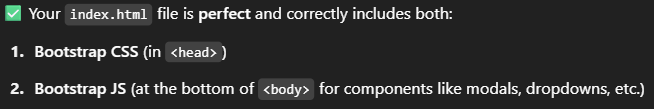 ✅ Your index.html file is perfect and correctly includes both:
1. Bootstrap CSS (in <head>)
2. Bootstrap JS (at the bottom of <body> for components like modals, dropdowns, etc.)